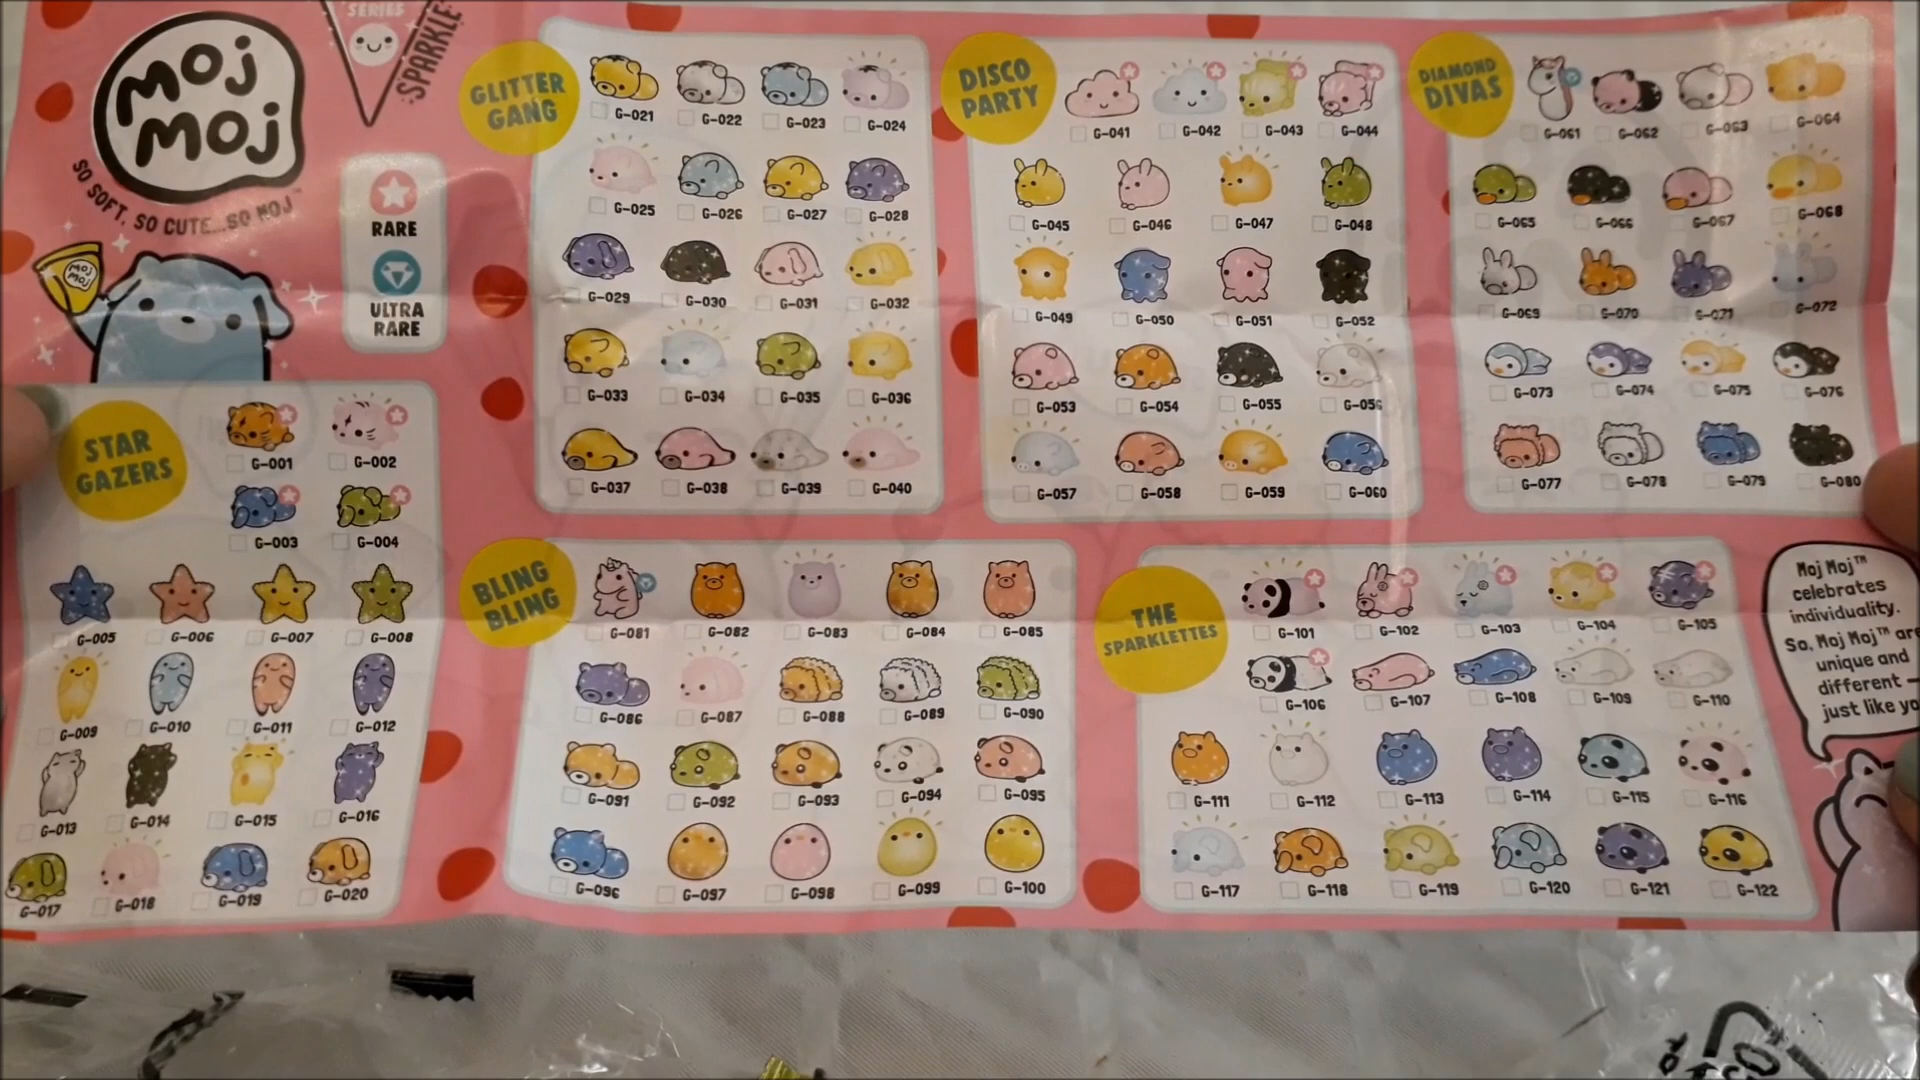 Moj
Moj
SO SOFT, SO CUTE...SO MOJ™
SERIES
SPARKLE
RARE
ULTRA
RARE
Moj
Moj
STAR
GAZERS
G-001 G-002
G-003 G-004
G-005 G-006 G-007 G-008
G-009 G-010 G-011 G-012
G-013 G-014 G-015 G-016
G-017 G-018 G-019 G-020
GLITTER
GANG
G-021 G-022 G-023 G-024
G-025 G-026 G-027 G-028
G-029 G-030 G-031 G-032
G-033 G-034 G-035 G-036
G-037 G-038 G-039 G-040
DISCO
PARTY
G-041 G-042 G-043 G-044
G-045 G-046 G-047 G-048
G-049 G-050 G-051 G-052
G-053 G-054 G-055 G-056
G-057 G-058 G-059 G-060
DIAMOND
DIVAS
G-061 G-062 G-063 G-064
G-065 G-066 G-067 G-068
G-069 G-070 G-071 G-072
G-073 G-074 G-075 G-076
G-077 G-078 G-079 G-080
BLING
BLING
G-081 G-082 G-083 G-084 G-085
G-086 G-087 G-088 G-089 G-090
G-091 G-092 G-093 G-094 G-095
G-096 G-097 G-098 G-099 G-100
THE
SPARKLETTES
G-101 G-102 G-103 G-104 G-105
G-106 G-107 G-108 G-109 G-110
G-111 G-112 G-113 G-114 G-115 G-116
G-117 G-118 G-119 G-120 G-121 G-122
Moj Moj™
celebrates
individuality.
So, Moj Moj™ are
unique and
different —
just like yo